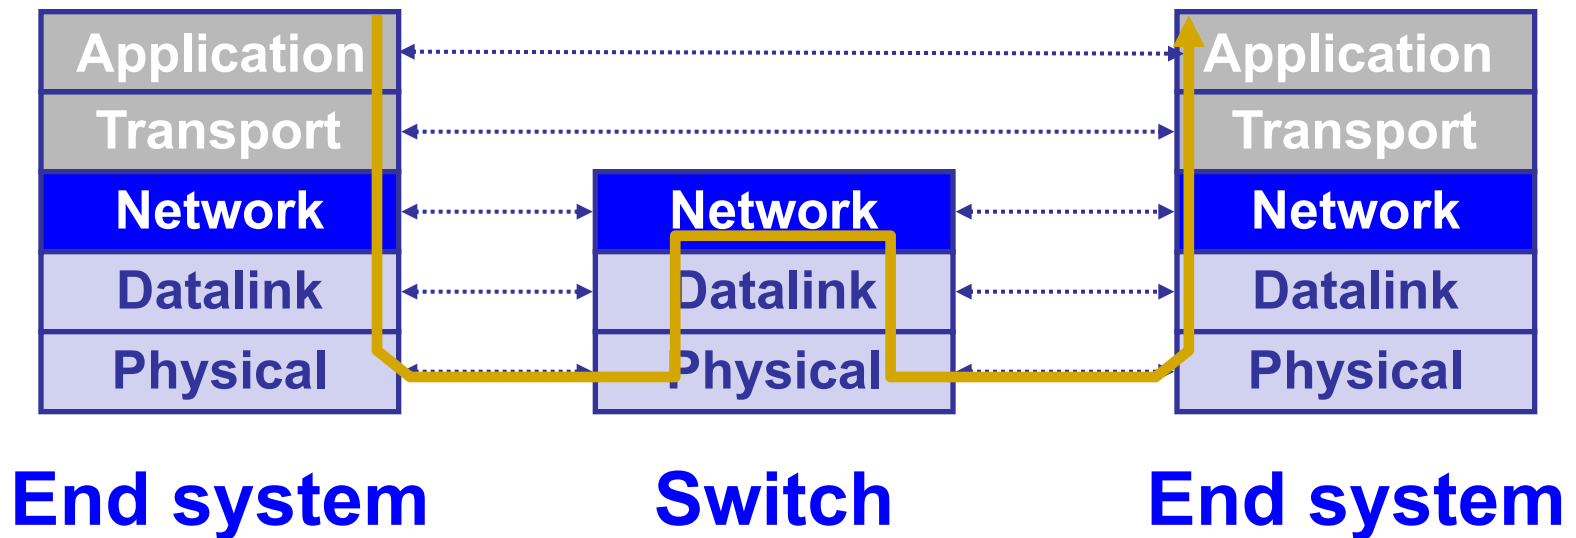 Application
Application
Transport
Transport
Network
Network
Network
Datalink
Datalink
Datalink
Physical
Physical
Physical
End system
Switch
End system